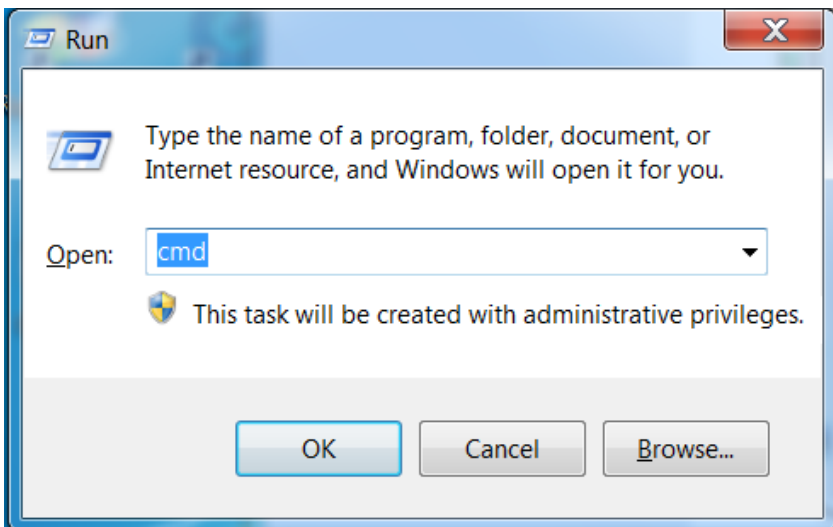 Run
Type the name of a program, folder, document, or
Internet resource, and Windows will open it for you.
Open: cmd
This task will be created with administrative privileges.
OK Cancel Browse...